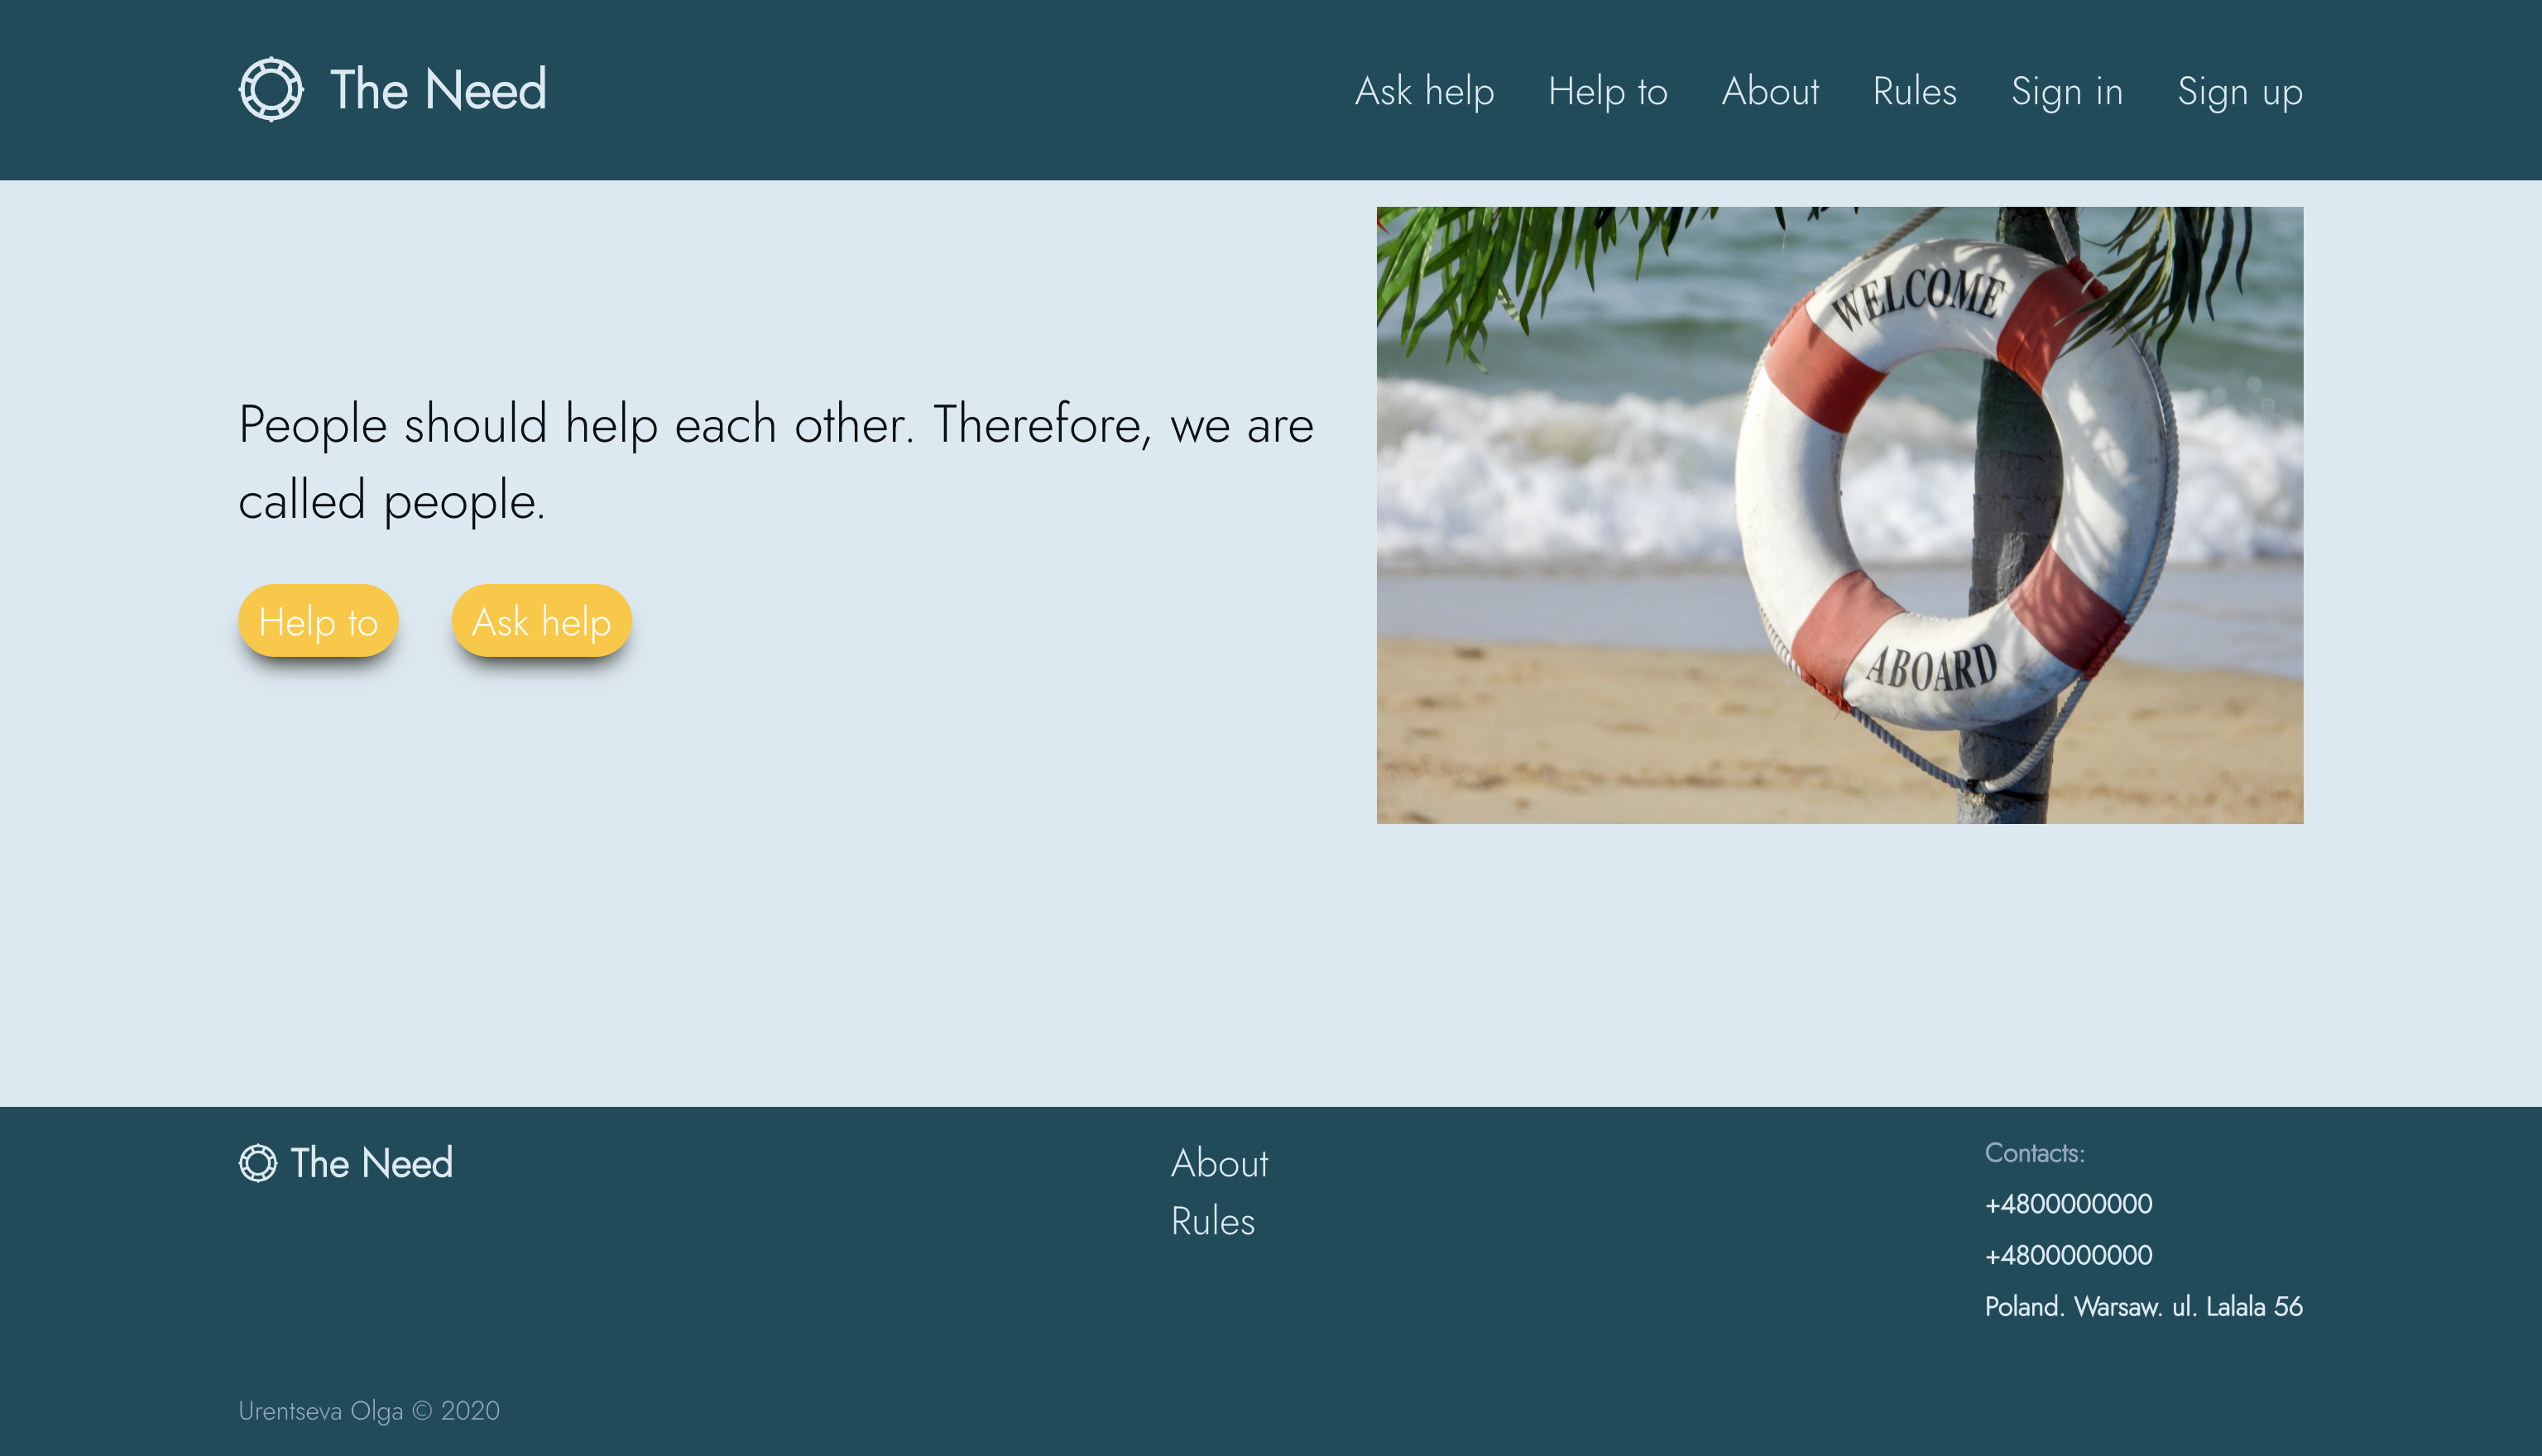 The Need
Ask help Help to About Rules Sign in Sign up
WELCOME
ABOARD
People should help each other. Therefore, we are
called people.
Help to Ask help
The Need
About
Rules
Contacts:
+4800000000
+4800000000
Poland. Warsaw. ul. Lalala 56
Urentseva Olga © 2020